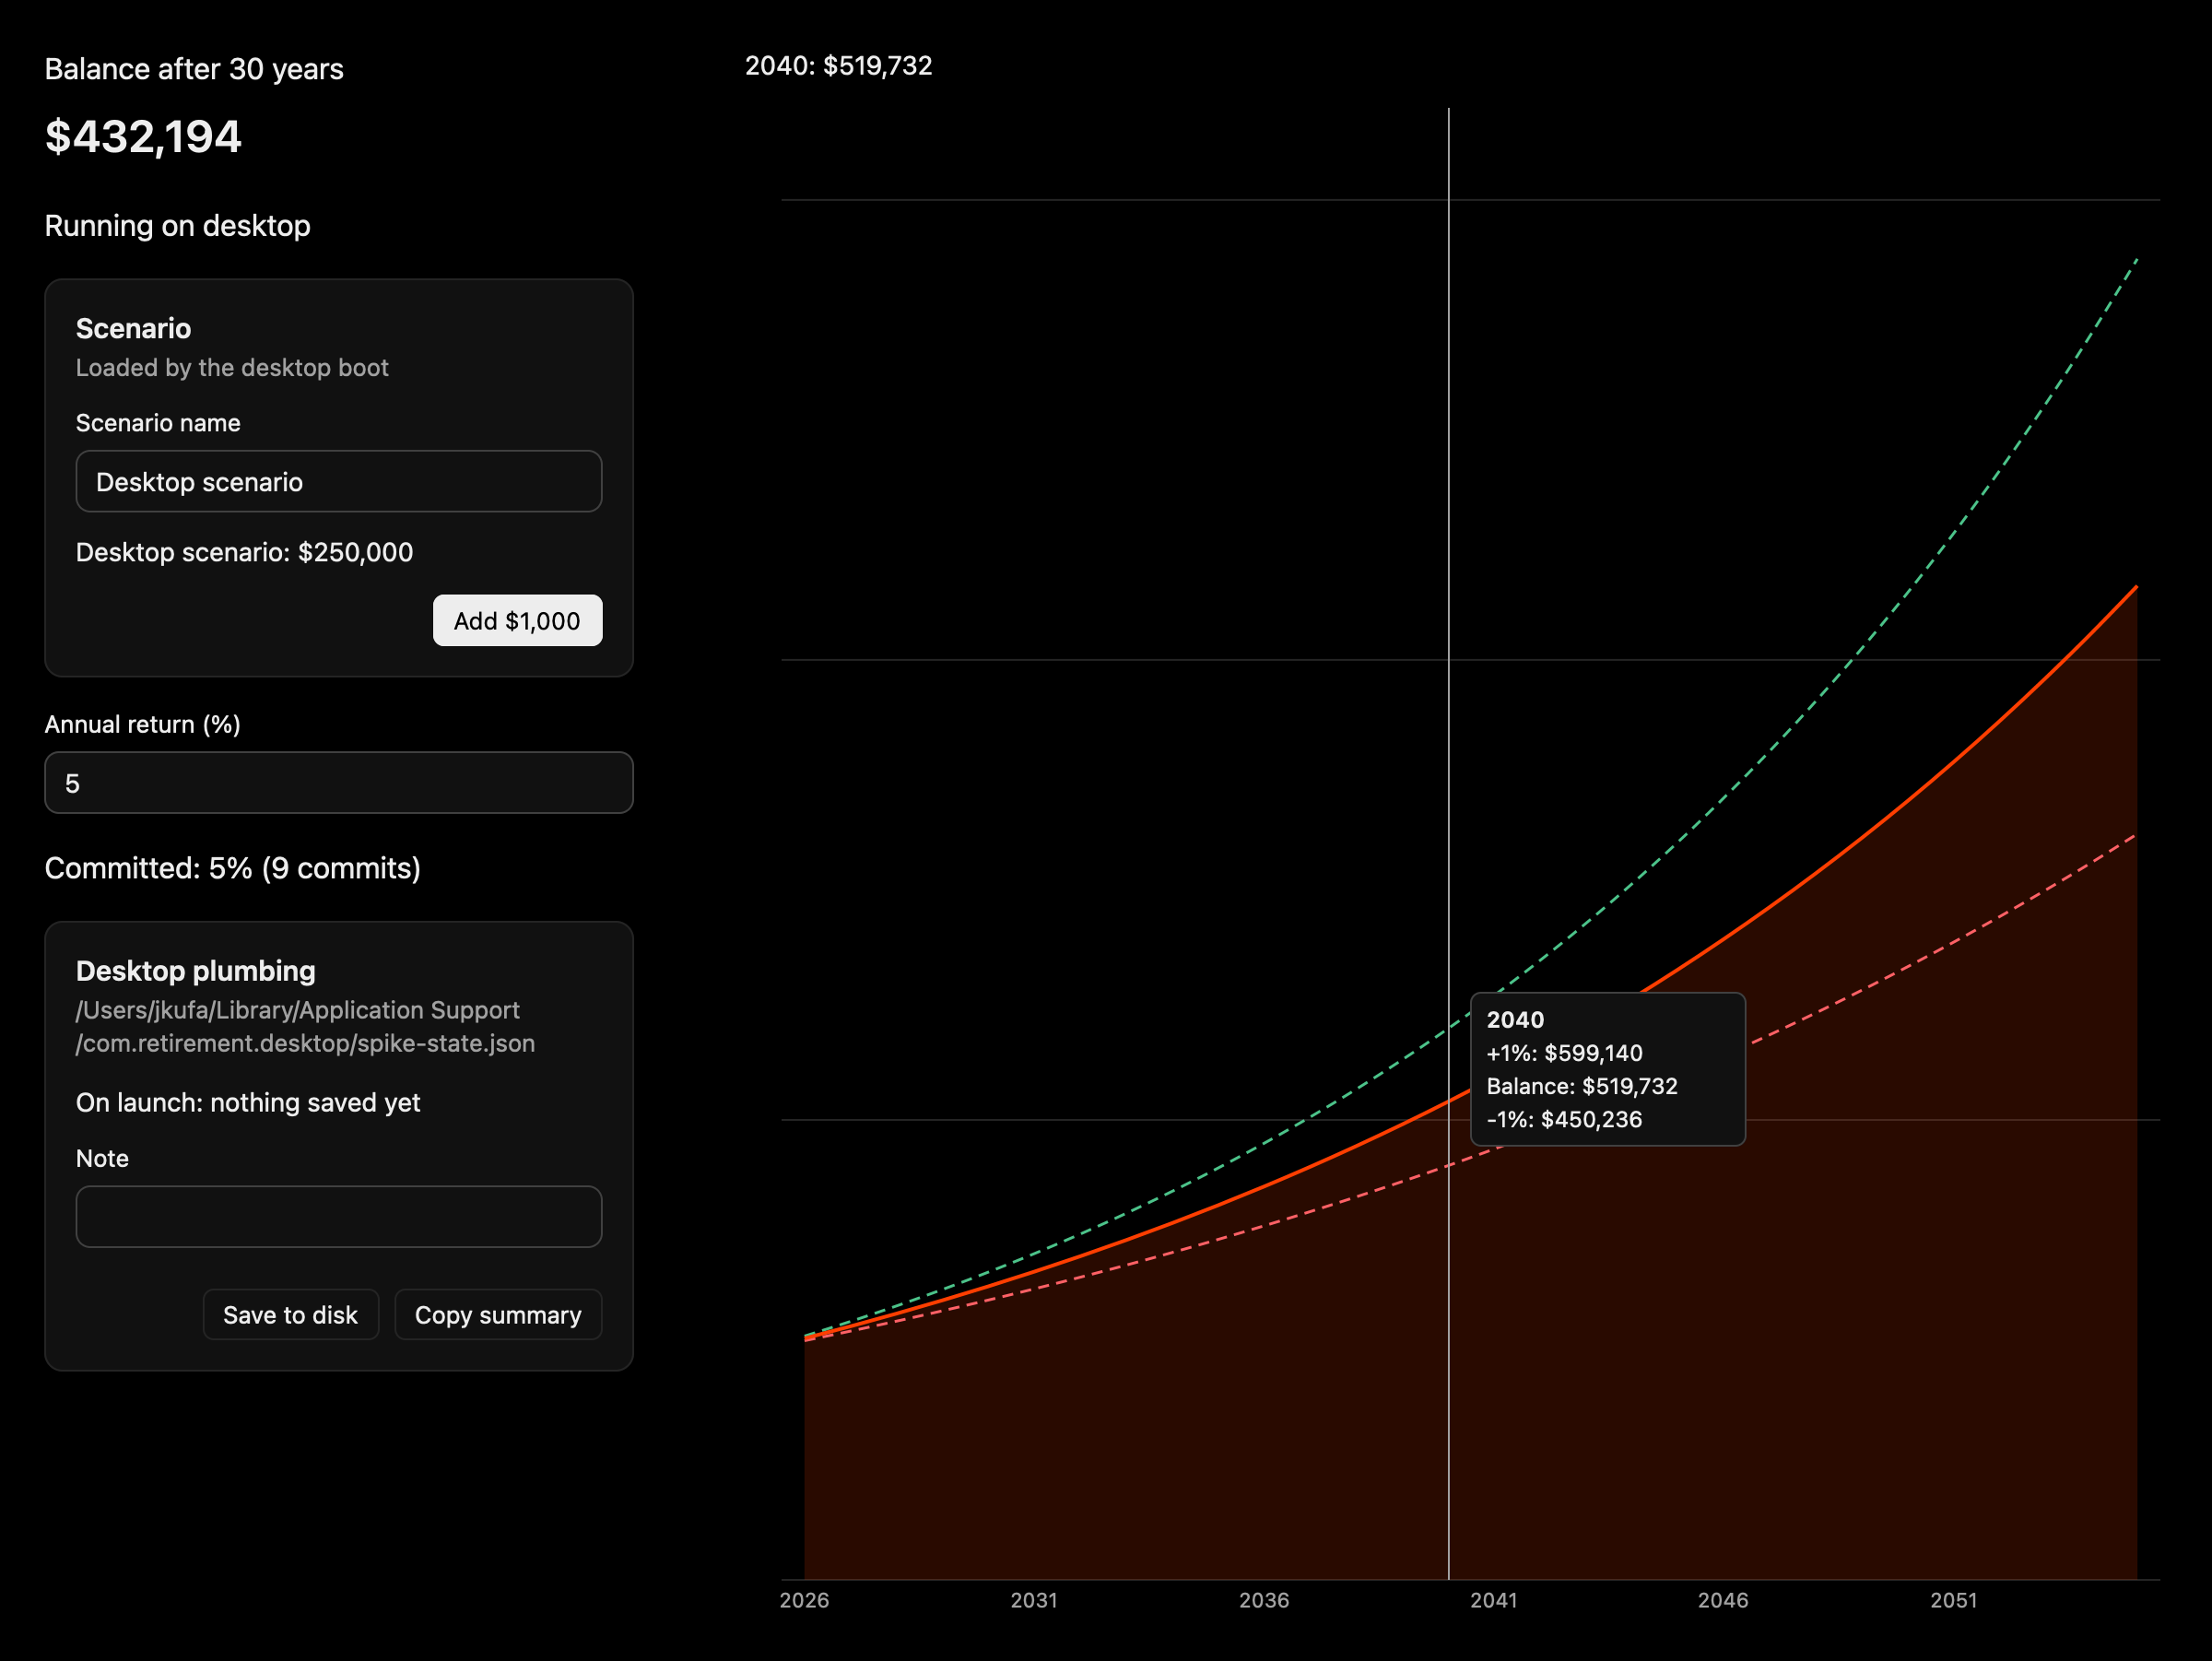 Balance after 30 years
$432,194
Running on desktop
Scenario
Loaded by the desktop boot
Scenario name
Desktop scenario
Desktop scenario: $250,000
Add $1,000
Annual return (%)
5
Committed: 5% (9 commits)
Desktop plumbing
/Users/jkufa/Library/Application Support
/com.retirement.desktop/spike-state.json
On launch: nothing saved yet
Note
Save to disk
Copy summary
2040: $519,732
2040
+1%: $599,140
Balance: $519,732
-1%: $450,236
2026
2031
2036
2041
2046
2051